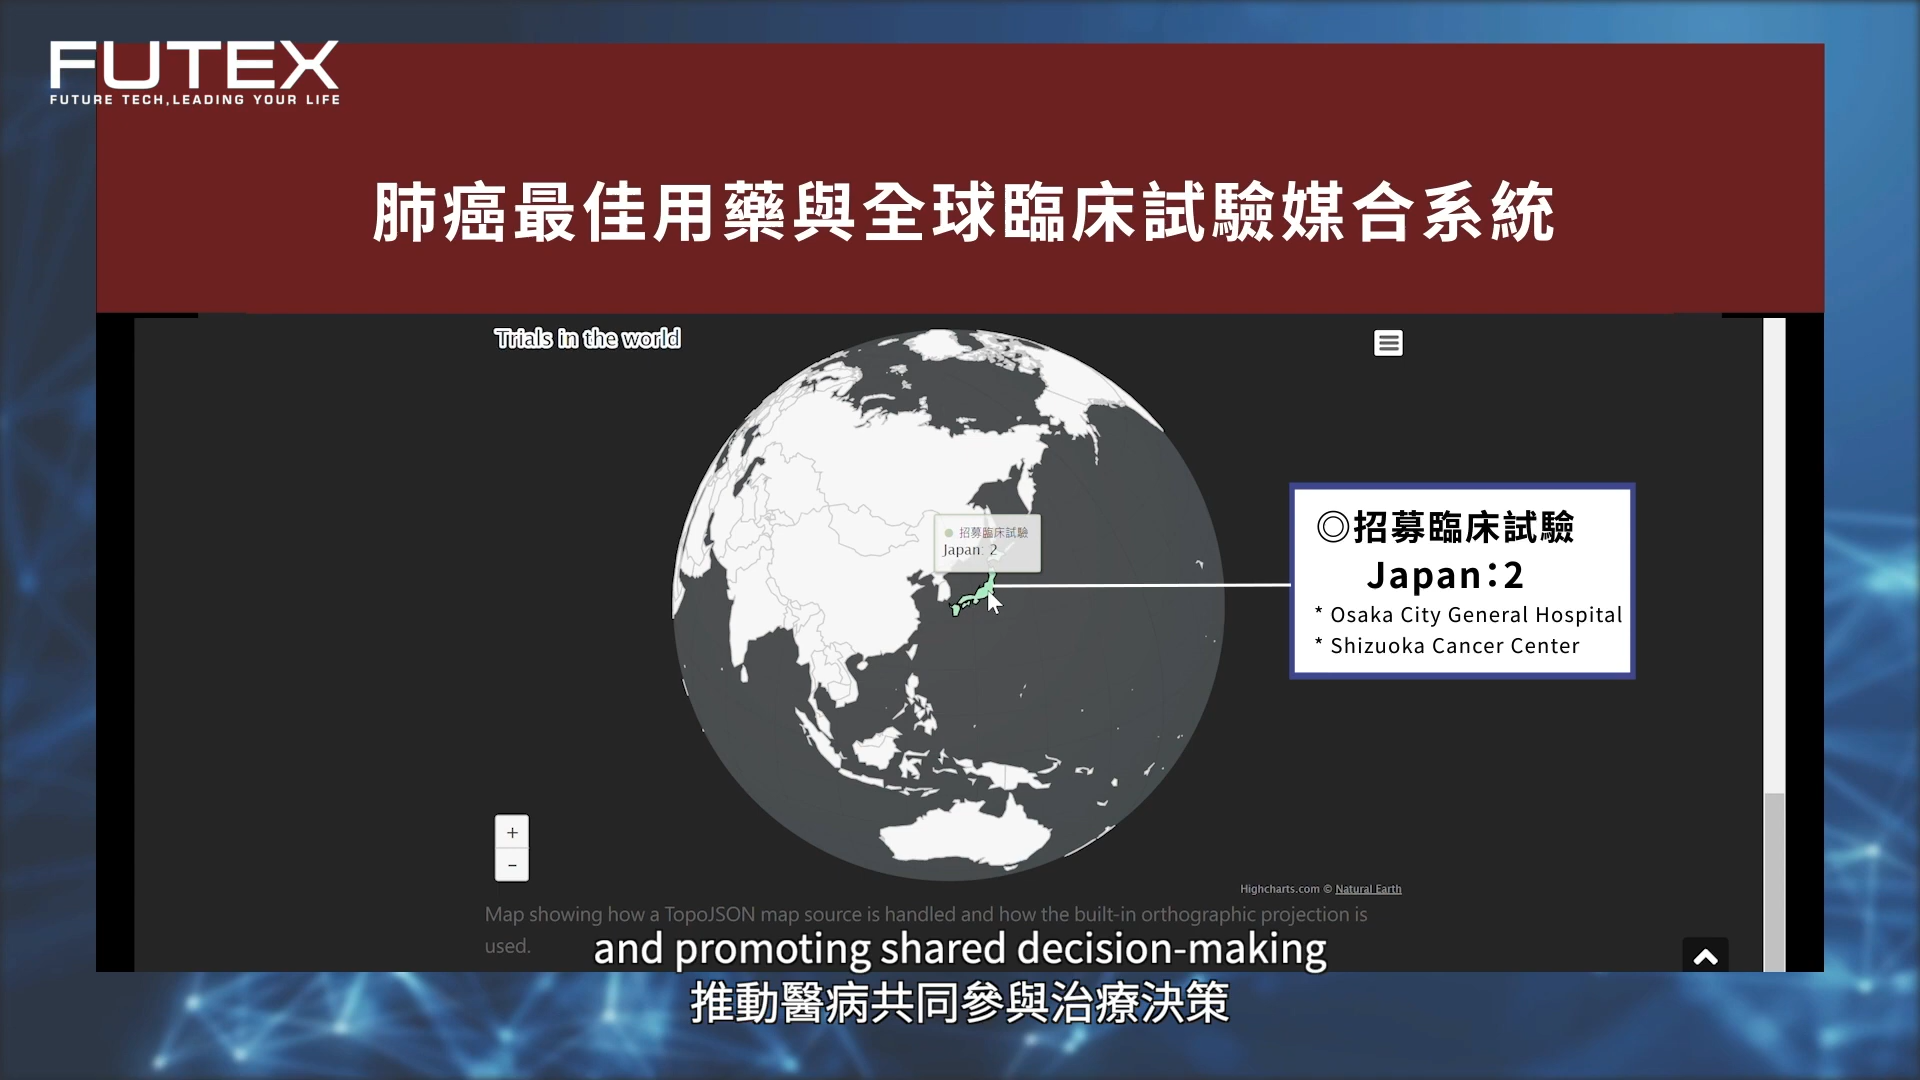 FUTEX
FUTURE TECH,LEADING YOUR LIFE
肺癌最佳用藥與全球臨床試驗媒合系統
Trials in the world
招募臨床試驗
Japan: 2
◎招募臨床試驗
Japan:2
* Osaka City General Hospital
* Shizuoka Cancer Center
+
−
Highcharts.com © Natural Earth
Map showing how a TopoJSON map source is handled and how the built-in orthographic projection is
used.
and promoting shared decision-making
推動醫病共同參與治療決策